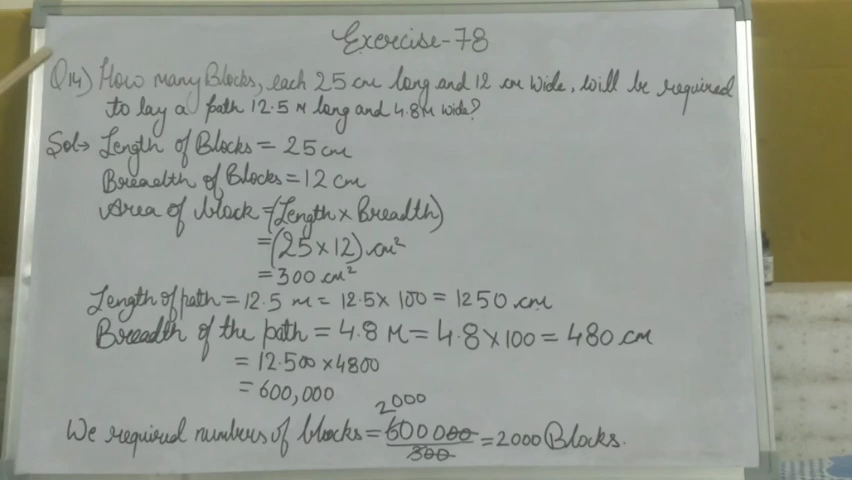 Exercise-78
Q14) How many Blocks, each 25 cm long and 12 cm wide, will be required
to lay a path 12.5 M long and 4.8M wide?
Sol→ Length of Blocks = 25cm
Breadth of Blocks = 12 cm
Area of block = (Length × Breadth)
= (25 × 12) cm²
= 300 cm²
Length of path = 12.5 m = 12.5 × 100 = 1250 cm
Breadth of the path = 4.8 M = 4.8 × 100 = 480 cm
= 12.500 × 4800
= 600,000
2000
We required numbers of blocks = 600000/300 = 2000 Blocks.